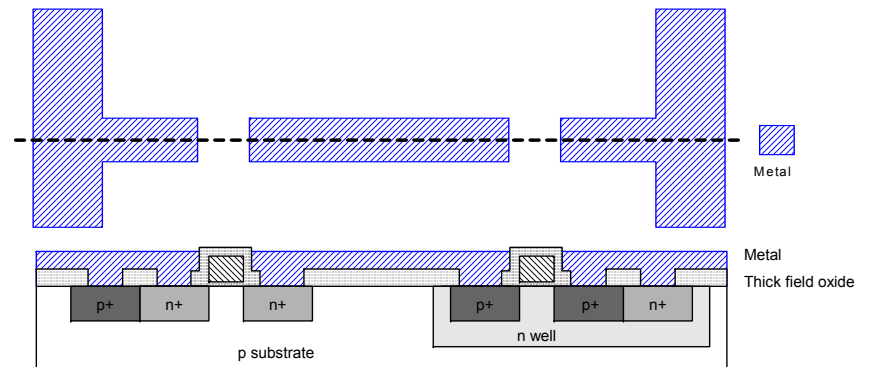 Metal
Metal
Thick field oxide
p+ n+ n+ p+ p+ n+
n well
p substrate